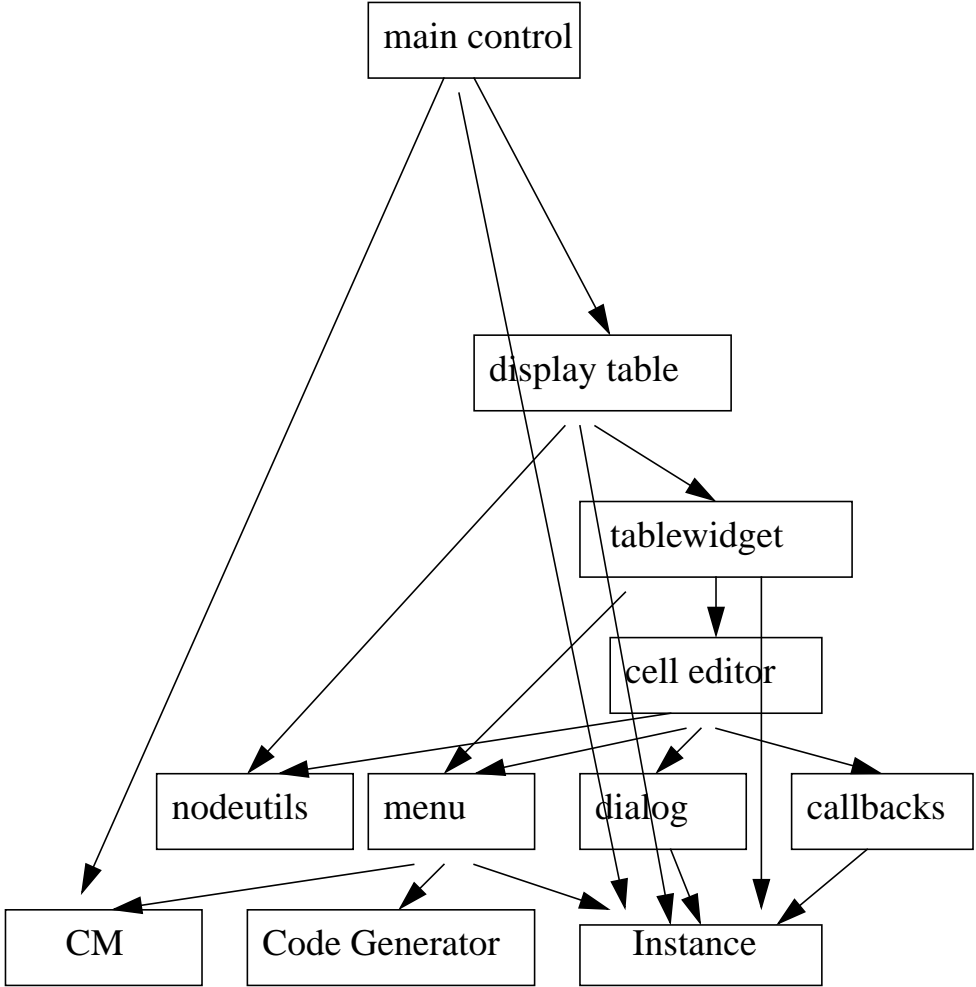 main control
display table
tablewidget
cell editor
nodeutils
menu
dialog
callbacks
CM
Code Generator
Instance